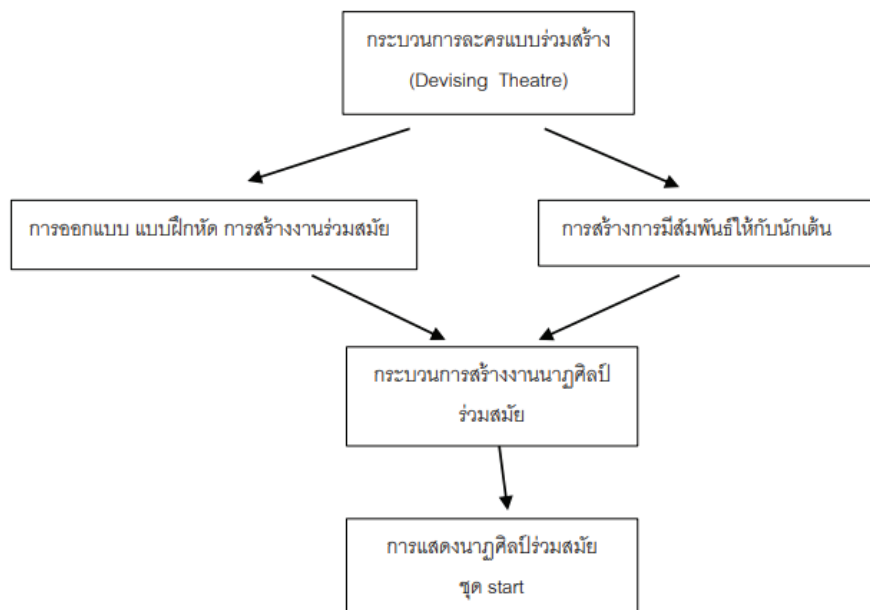 กระบวนการละครแบบร่วมสร้าง
(Devising Theatre)
การออกแบบ แบบฝึกหัด การสร้างงานร่วมสมัย
การสร้างการมีสัมพันธ์ให้กับนักเต้น
กระบวนการสร้างงานนาฏศิลป์
ร่วมสมัย
การแสดงนาฏศิลป์ร่วมสมัย
ชุด start